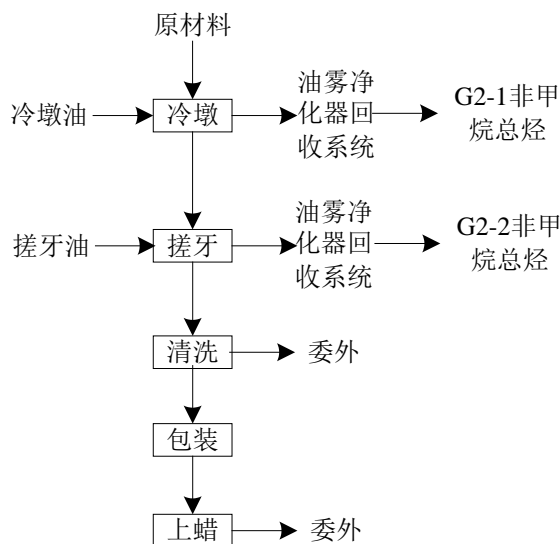 原材料
冷墩油
冷墩
油雾净
化器回
收系统
G2-1非甲
烷总烃
搓牙油
搓牙
油雾净
化器回
收系统
G2-2非甲
烷总烃
清洗
委外
包装
上蜡
委外